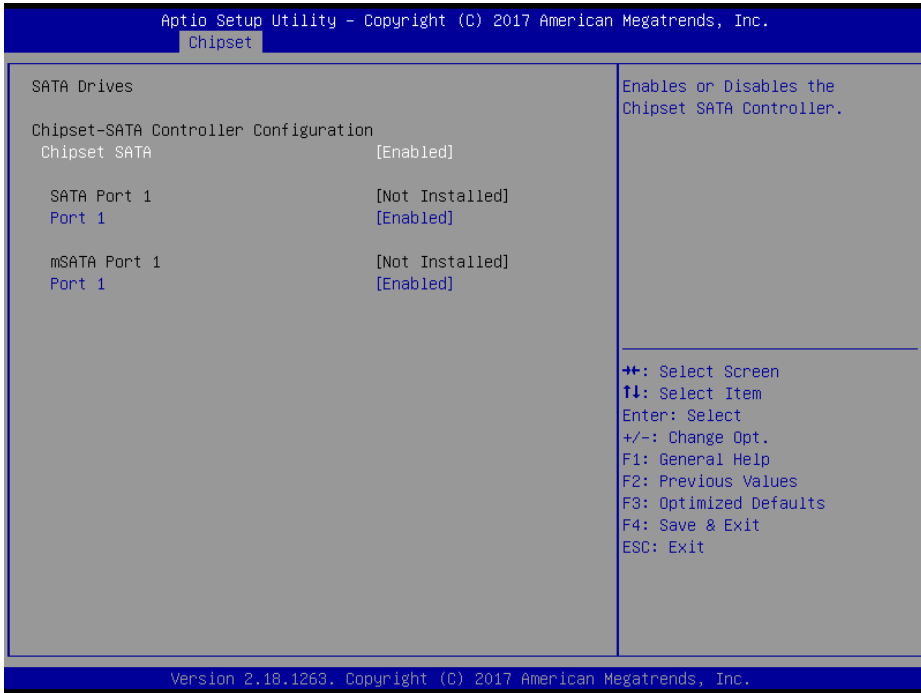 Aptio Setup Utility – Copyright (C) 2017 American Megatrends, Inc.
Chipset
SATA Drives
Chipset-SATA Controller Configuration
Chipset SATA [Enabled]
SATA Port 1 [Not Installed]
Port 1 [Enabled]
mSATA Port 1 [Not Installed]
Port 1 [Enabled]
Enables or Disables the
Chipset SATA Controller.
→←: Select Screen
↑↓: Select Item
Enter: Select
+/-: Change Opt.
F1: General Help
F2: Previous Values
F3: Optimized Defaults
F4: Save & Exit
ESC: Exit
Version 2.18.1263. Copyright (C) 2017 American Megatrends, Inc.